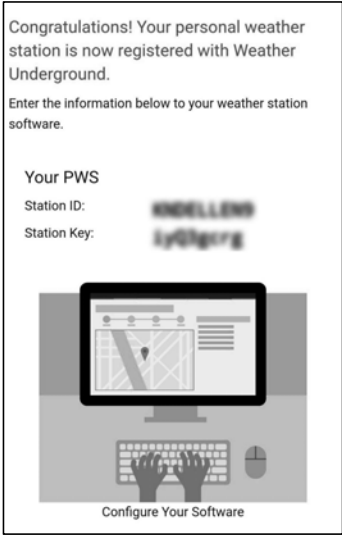 Congratulations! Your personal weather
station is now registered with Weather
Underground.
Enter the information below to your weather station
software.
Your PWS
Station ID:
Station Key:
Configure Your Software